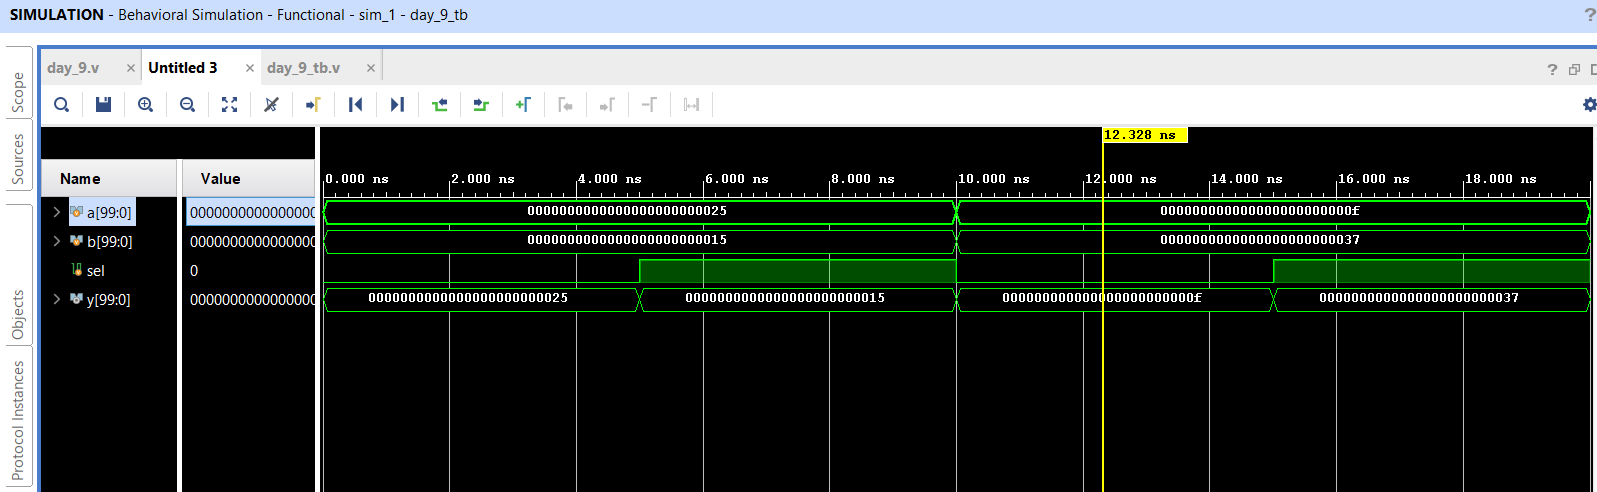 SIMULATION - Behavioral Simulation - Functional - sim_1 - day_9_tb ?
day_9.v × Untitled 3 × day_9_tb.v × ?
Scope
Sources
Objects
Protocol Instances
12.328 ns
Name Value
0.000 ns 2.000 ns 4.000 ns 6.000 ns 8.000 ns 10.000 ns 12.000 ns 14.000 ns 16.000 ns 18.000 ns
a[99:0] 0000000000000000 0000000000000000000000025 000000000000000000000000f
b[99:0] 0000000000000000 0000000000000000000000015 0000000000000000000000037
sel 0
y[99:0] 0000000000000000 0000000000000000000000025 0000000000000000000000015 000000000000000000000000f 0000000000000000000000037